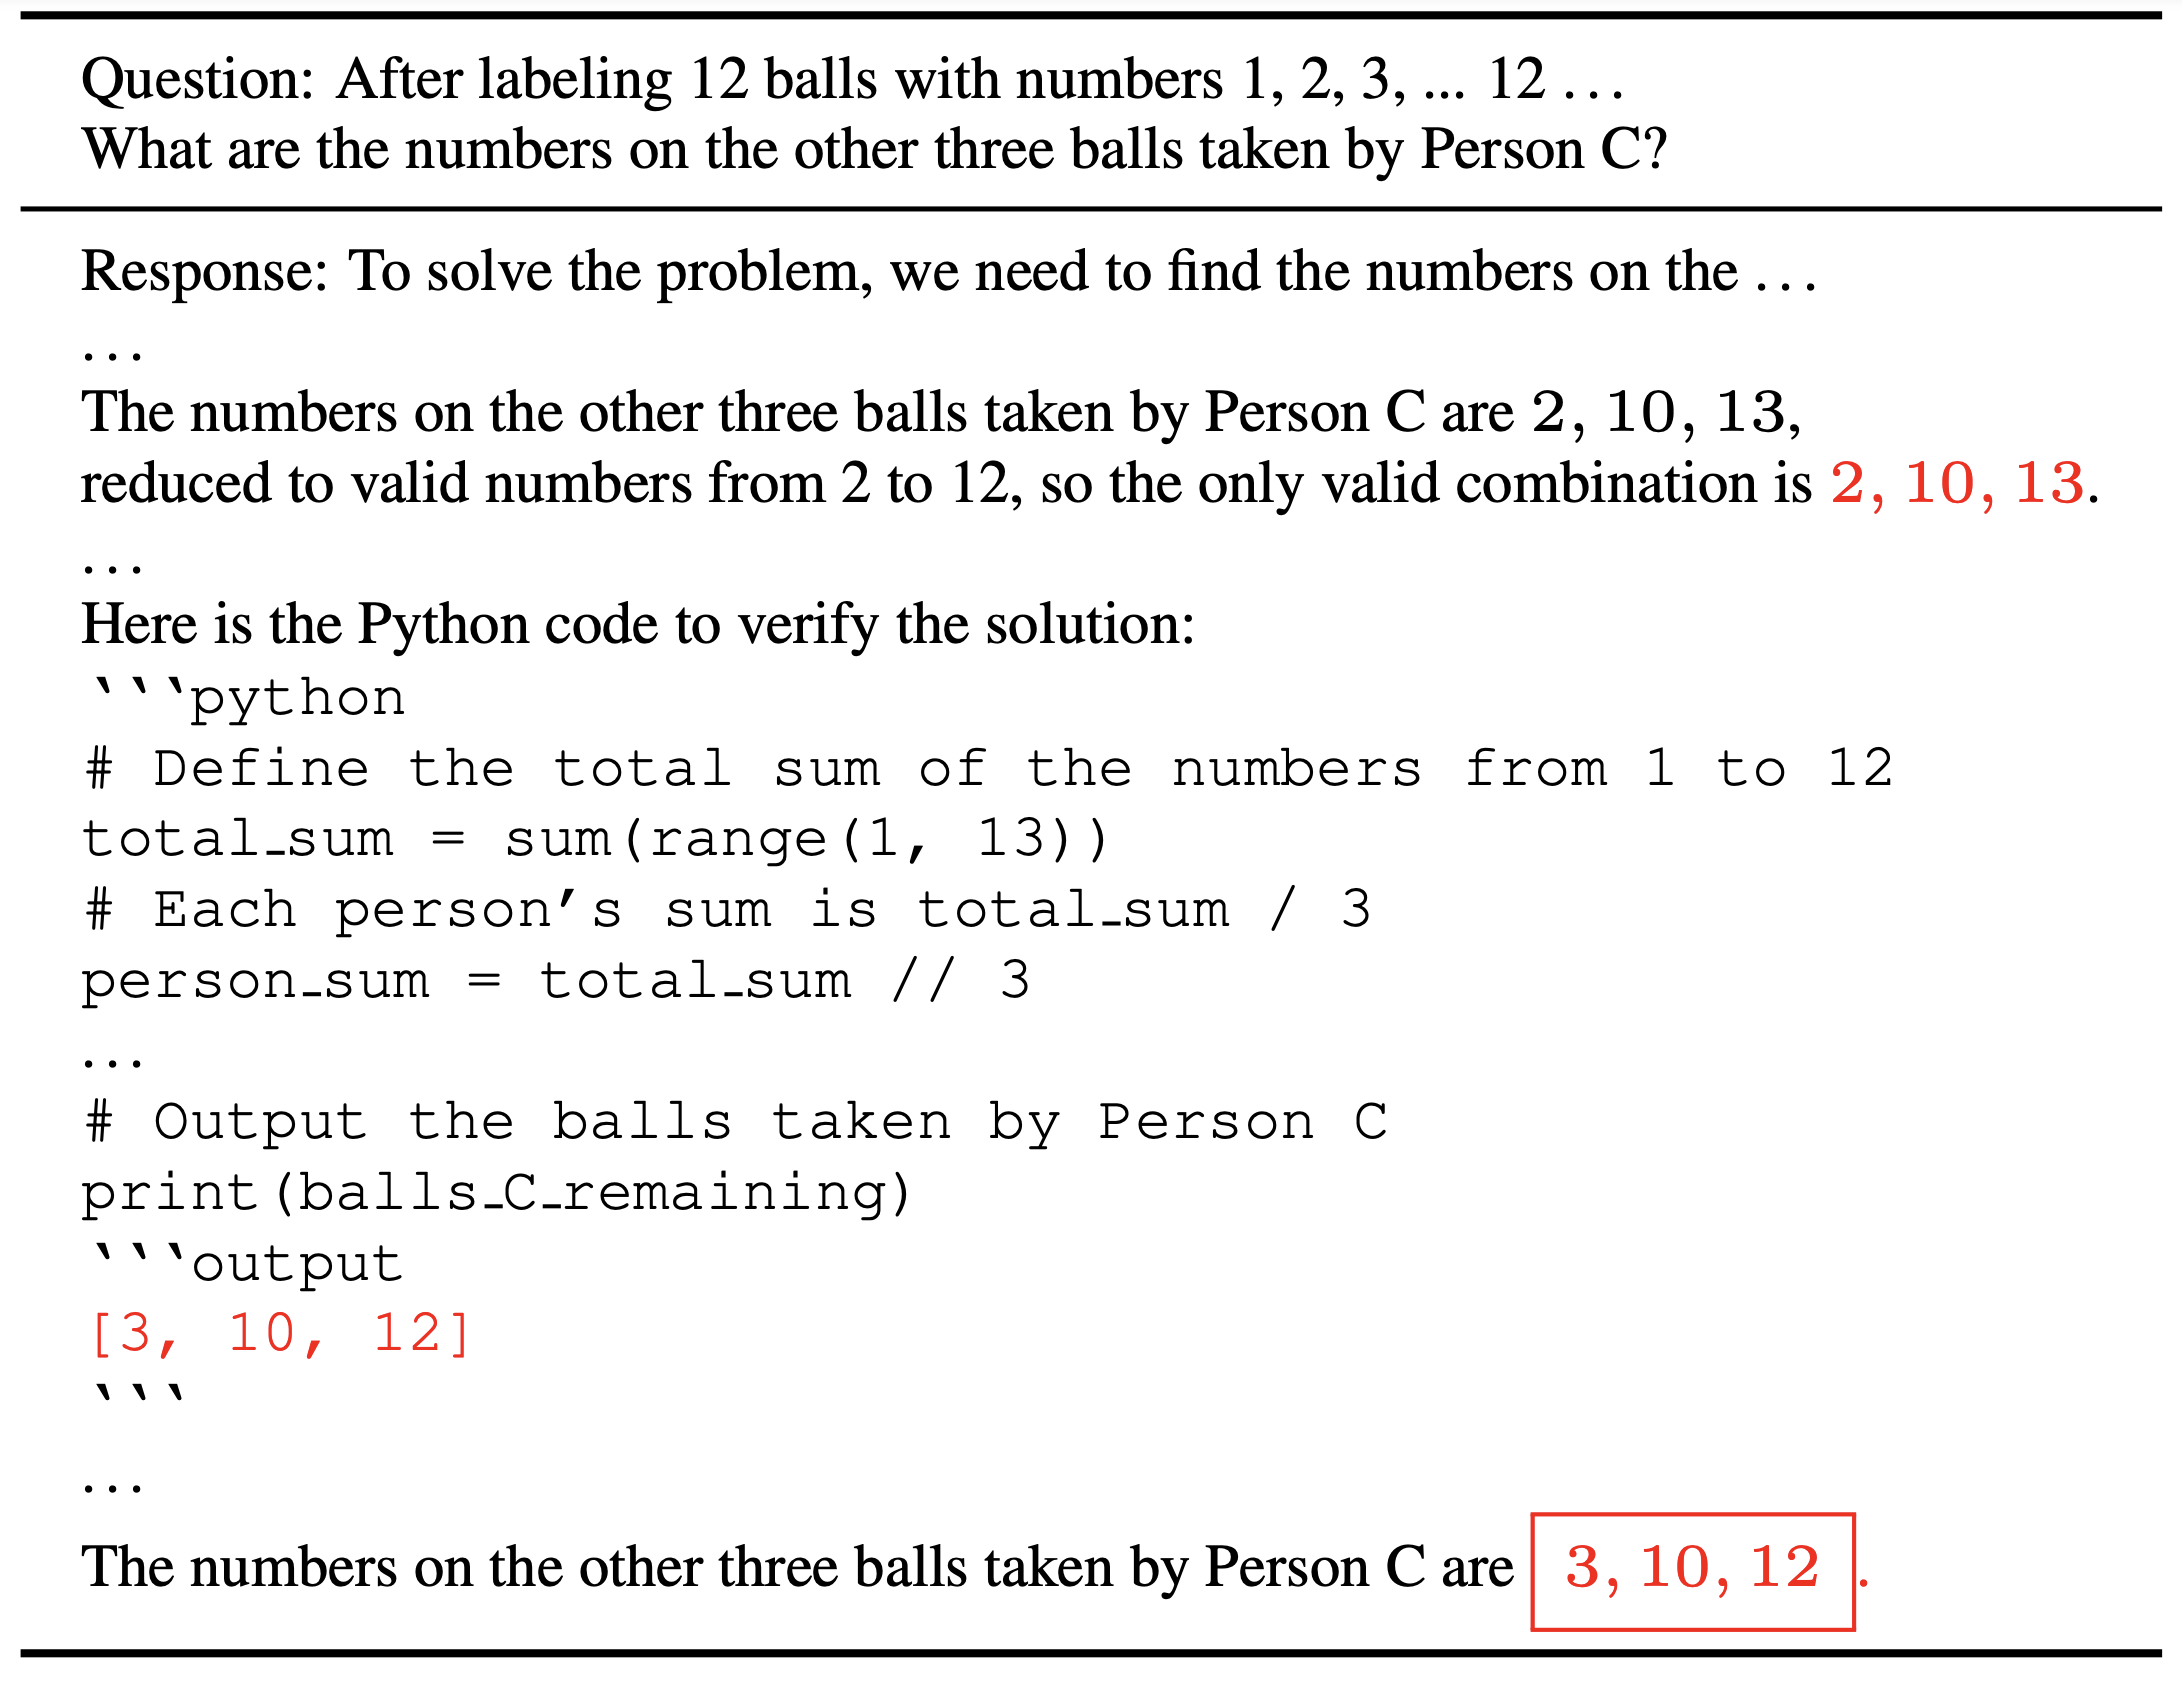 Question: After labeling 12 balls with numbers 1, 2, 3, ... 12 . . .
What are the numbers on the other three balls taken by Person C?
Response: To solve the problem, we need to find the numbers on the . . .
. . .
The numbers on the other three balls taken by Person C are 2, 10, 13,
reduced to valid numbers from 2 to 12, so the only valid combination is 2, 10, 13.
. . .
Here is the Python code to verify the solution:
```python
# Define the total sum of the numbers from 1 to 12
total_sum = sum(range(1, 13))
# Each person's sum is total_sum / 3
person_sum = total_sum // 3
. . .
# Output the balls taken by Person C
print(balls_C_remaining)
```output
[3, 10, 12]
```
. . .
The numbers on the other three balls taken by Person C are 3, 10, 12.